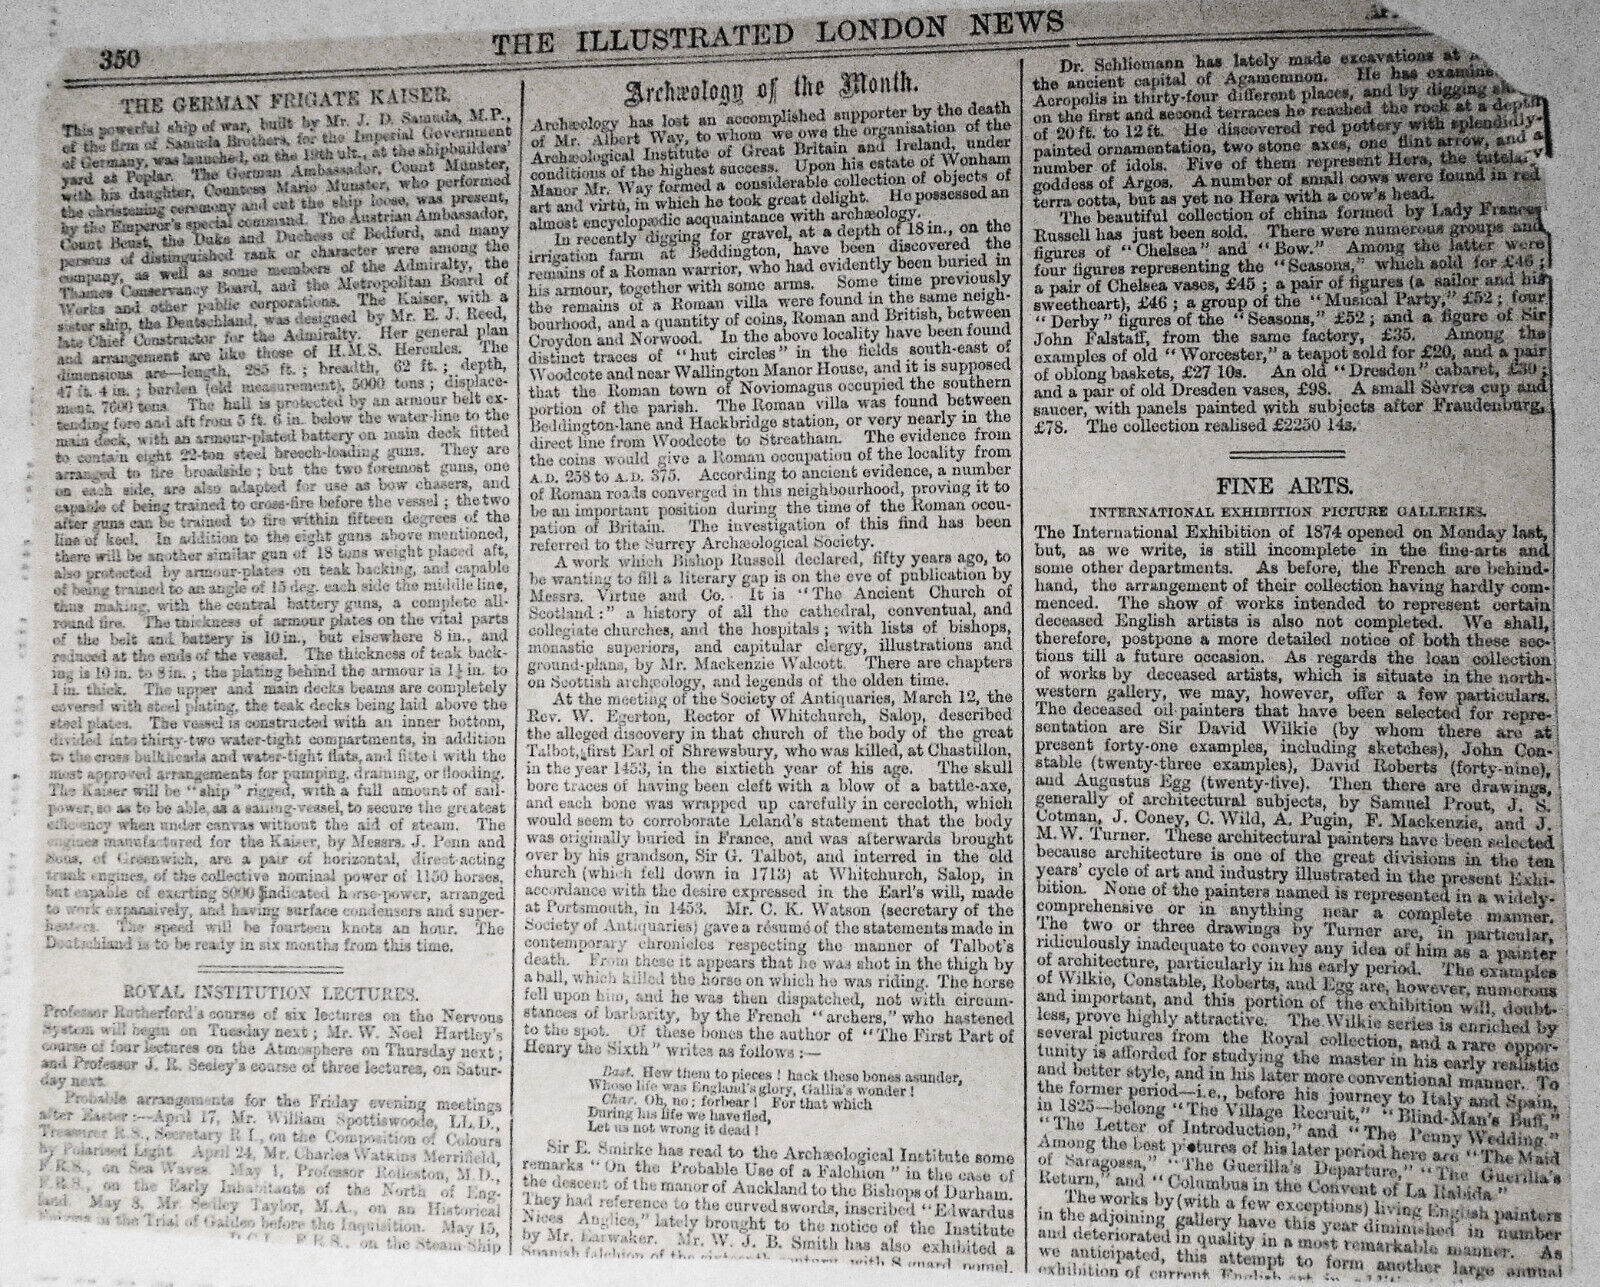 350
THE ILLUSTRATED LONDON NEWS
THE GERMAN FRIGATE KAISER.
This powerful ship of war, built by Mr. J. D. Samuda, M.P.,
of the firm of Samuda Brothers, for the Imperial Government
of Germany, was launched, on the 19th ult., at the shipbuilders'
yard at Poplar. The German Ambassador, Count Munster,
with his daughter, Countess Marie Munster, who performed
the christening ceremony and cut the ship loose, was present,
by the Emperor's special command. The Austrian Ambassador,
Count Beust, the Duke and Duchess of Bedford, and many
persons of distinguished rank or character were among the
company, as well as some members of the Admiralty, the
Thames Conservancy Board, and the Metropolitan Board of
Works and other public corporations. The Kaiser, with a
sister ship, the Deutschland, was designed by Mr. E. J. Reed,
late Chief Constructor for the Admiralty. Her general plan
and arrangement are like those of H.M.S. Hercules. The
dimensions are—length, 285 ft.; breadth, 62 ft.; depth,
47 ft. 4 in.; burden (old measurement), 5000 tons; displace-
ment, 7600 tons. The hull is protected by an armour belt ex-
tending fore and aft from 5 ft. 6 in. below the water-line to the
main deck, with an armour-plated battery on main deck fitted
to contain eight 22-ton steel breech-loading guns. They are
arranged to fire broadside; but the two foremost guns, one
on each side, are also adapted for use as bow chasers, and
capable of being trained to cross-fire before the vessel; the two
after guns can be trained to fire within fifteen degrees of the
line of keel. In addition to the eight guns above mentioned,
there will be another similar gun of 18 tons weight placed aft,
also protected by armour-plates on teak backing, and capable
of being trained to an angle of 15 deg. each side the middle line,
thus making, with the central battery guns, a complete all-
round fire. The thickness of armour plates on the vital parts
of the belt and battery is 10 in., but elsewhere 8 in., and
reduced at the ends of the vessel. The thickness of teak back-
ing is 10 in. to 8 in.; the plating behind the armour is 1½ in. to
1 in. thick. The upper and main decks beams are completely
covered with steel plating, the teak decks being laid above the
steel plates. The vessel is constructed with an inner bottom,
divided into thirty-two water-tight compartments, in addition
to the cross bulkheads and water-tight flats, and fitted with the
most approved arrangements for pumping, draining, or flooding.
The Kaiser will be "ship" rigged, with a full amount of sail-
power, so as to be able, as a sailing-vessel, to secure the greatest
efficiency when under canvas without the aid of steam. The
engines manufactured for the Kaiser, by Messrs. J. Penn and
Sons, of Greenwich, are a pair of horizontal, direct-acting
trunk engines, of the collective nominal power of 1150 horses,
but capable of exerting 8000 indicated horse-power, arranged
to work expansively, and having surface condensers and super-
heaters. The speed will be fourteen knots an hour. The
Deutschland is to be ready in six months from this time.
ROYAL INSTITUTION LECTURES.
Professor Rutherford's course of six lectures on the Nervous
System will begin on Tuesday next; Mr. W. Noel Hartley's
course of four lectures on the Atmosphere on Thursday next;
and Professor J. R. Seeley's course of three lectures, on Satur-
day next.
Probable arrangements for the Friday evening meetings
after Easter:—April 17, Mr. William Spottiswoode, LL.D.,
Treasurer R.S., Secretary R.I., on the Composition of Colours
by Polarised Light. April 24, Mr. Charles Watkins Merrifield,
F.R.S., on Sea Waves. May 1, Professor Rolleston, M.D.,
F.R.S., on the Early Inhabitants of the North of Eng-
land. May 8, Mr. Sedley Taylor, M.A., on an Historical
in the Trial of Galileo before the Inquisition. May 15,
D.C.L., F.R.S., on the Steam-Ship
Archæology of the Month.
Archæology has lost an accomplished supporter by the death
of Mr. Albert Way, to whom we owe the organisation of the
Archæological Institute of Great Britain and Ireland, under
conditions of the highest success. Upon his estate of Wonham
Manor Mr. Way formed a considerable collection of objects of
art and virtù, in which he took great delight. He possessed an
almost encyclopædic acquaintance with archæology.
In recently digging for gravel, at a depth of 18 in., on the
irrigation farm at Beddington, have been discovered the
remains of a Roman warrior, who had evidently been buried in
his armour, together with some arms. Some time previously
the remains of a Roman villa were found in the same neigh-
bourhood, and a quantity of coins, Roman and British, between
Croydon and Norwood. In the above locality have been found
distinct traces of "hut circles" in the fields south-east of
Woodcote and near Wallington Manor House, and it is supposed
that the Roman town of Noviomagus occupied the southern
portion of the parish. The Roman villa was found between
Beddington-lane and Hackbridge station, or very nearly in the
direct line from Woodcote to Streatham. The evidence from
the coins would give a Roman occupation of the locality from
A.D. 258 to A.D. 375. According to ancient evidence, a number
of Roman roads converged in this neighbourhood, proving it to
be an important position during the time of the Roman occu-
pation of Britain. The investigation of this find has been
referred to the Surrey Archæological Society.
A work which Bishop Russell declared, fifty years ago, to
be wanting to fill a literary gap is on the eve of publication by
Messrs. Virtue and Co. It is "The Ancient Church of
Scotland:" a history of all the cathedral, conventual, and
collegiate churches, and the hospitals; with lists of bishops,
monastic superiors, and capitular clergy, illustrations and
ground-plans, by Mr. Mackenzie Walcott. There are chapters
on Scottish archæology, and legends of the olden time.
At the meeting of the Society of Antiquaries, March 12, the
Rev. W. Egerton, Rector of Whitchurch, Salop, described
the alleged discovery in that church of the body of the great
Talbot, first Earl of Shrewsbury, who was killed, at Chastillon,
in the year 1453, in the sixtieth year of his age. The skull
bore traces of having been cleft with a blow of a battle-axe,
and each bone was wrapped up carefully in cerecloth, which
would seem to corroborate Leland's statement that the body
was originally buried in France, and was afterwards brought
over by his grandson, Sir G. Talbot, and interred in the old
church (which fell down in 1713) at Whitchurch, Salop, in
accordance with the desire expressed in the Earl's will, made
at Portsmouth, in 1453. Mr. C. K. Watson (secretary of the
Society of Antiquaries) gave a résumé of the statements made in
contemporary chronicles respecting the manner of Talbot's
death. From these it appears that he was shot in the thigh by
a ball, which killed the horse on which he was riding. The horse
fell upon him, and he was then dispatched, not with circum-
stances of barbarity, by the French "archers," who hastened
to the spot. Of these bones the author of "The First Part of
Henry the Sixth" writes as follows:—
Bast. Hew them to pieces! hack these bones asunder,
Whose life was England's glory, Gallia's wonder!
Char. Oh, no; forbear! For that which
During his life we have fled,
Let us not wrong it dead!
Sir E. Smirke has read to the Archæological Institute some
remarks "On the Probable Use of a Falchion" in the case of
the descent of the manor of Auckland to the Bishops of Durham.
They had reference to the curved swords, inscribed "Edwardus
Nices Anglice," lately brought to the notice of the Institute
by Mr. Earwaker. Mr. W. J. B. Smith has also exhibited a
Spanish falchion of the sixteenth century, with S guard, pomel,
Dr. Schliemann has lately made excavations at
the ancient capital of Agamemnon. He has examine
Acropolis in thirty-four different places, and by digging
on the first and second terraces he reached the rock at a depth
of 20 ft. to 12 ft. He discovered red pottery with splendidly-
painted ornamentation, two stone axes, one flint arrow, and a
number of idols. Five of them represent Hera, the tutelary
goddess of Argos. A number of small cows were found in red
terra cotta, but as yet no Hera with a cow's head.
The beautiful collection of china formed by Lady Frances
Russell has just been sold. There were numerous groups and
figures of "Chelsea" and "Bow." Among the latter were
four figures representing the "Seasons," which sold for £46;
a pair of Chelsea vases, £45; a pair of figures (a sailor and his
sweetheart), £46; a group of the "Musical Party," £52; four
"Derby" figures of the "Seasons," £52; and a figure of Sir
John Falstaff, from the same factory, £35. Among the
examples of old "Worcester," a teapot sold for £20, and a pair
of oblong baskets, £27 10s. An old "Dresden" cabaret, £30;
and a pair of old Dresden vases, £98. A small Sèvres cup and
saucer, with panels painted with subjects after Fraudenburg,
£78. The collection realised £2250 14s.
FINE ARTS.
INTERNATIONAL EXHIBITION PICTURE GALLERIES.
The International Exhibition of 1874 opened on Monday last,
but, as we write, is still incomplete in the fine-arts and
some other departments. As before, the French are behind-
hand, the arrangement of their collection having hardly com-
menced. The show of works intended to represent certain
deceased English artists is also not completed. We shall,
therefore, postpone a more detailed notice of both these sec-
tions till a future occasion. As regards the loan collection
of works by deceased artists, which is situate in the north-
western gallery, we may, however, offer a few particulars.
The deceased oil-painters that have been selected for repre-
sentation are Sir David Wilkie (by whom there are at
present forty-one examples, including sketches), John Con-
stable (twenty-three examples), David Roberts (forty-nine),
and Augustus Egg (twenty-five). Then there are drawings,
generally of architectural subjects, by Samuel Prout, J. S.
Cotman, J. Coney, C. Wild, A. Pugin, F. Mackenzie, and J.
M. W. Turner. These architectural painters have been selected
because architecture is one of the great divisions in the ten
years' cycle of art and industry illustrated in the present Exhi-
bition. None of the painters named is represented in a widely-
comprehensive or in anything near a complete manner.
The two or three drawings by Turner are, in particular,
ridiculously inadequate to convey any idea of him as a painter
of architecture, particularly in his early period. The examples
of Wilkie, Constable, Roberts, and Egg are, however, numerous
and important, and this portion of the exhibition will, doubt-
less, prove highly attractive. The Wilkie series is enriched by
several pictures from the Royal collection, and a rare oppor-
tunity is afforded for studying the master in his early realistic
and better style, and in his later more conventional manner. To
the former period—i.e., before his journey to Italy and Spain,
in 1825—belong "The Village Recruit," "Blind-Man's Buff,"
"The Letter of Introduction," and "The Penny Wedding."
Among the best pictures of his later period here are "The Maid
of Saragossa," "The Guerilla's Departure," "The Guerilla's
Return," and "Columbus in the Convent of La Rabida."
The works by (with a few exceptions) living English painters
in the adjoining gallery have this year diminished in number
and deteriorated in quality in a most remarkable manner. As
we anticipated, this attempt to form another large annual
exhibition of current English art in